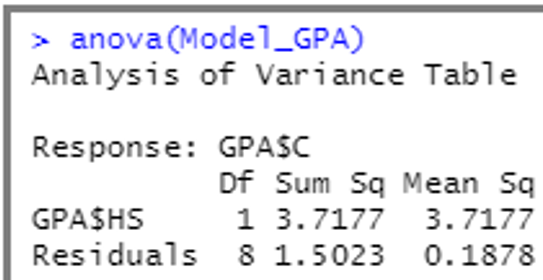 > anova(Model_GPA)
Analysis of Variance Table
Response: GPA$C
Df Sum Sq Mean Sq
GPA$HS 1 3.7177 3.7177
Residuals 8 1.5023 0.1878